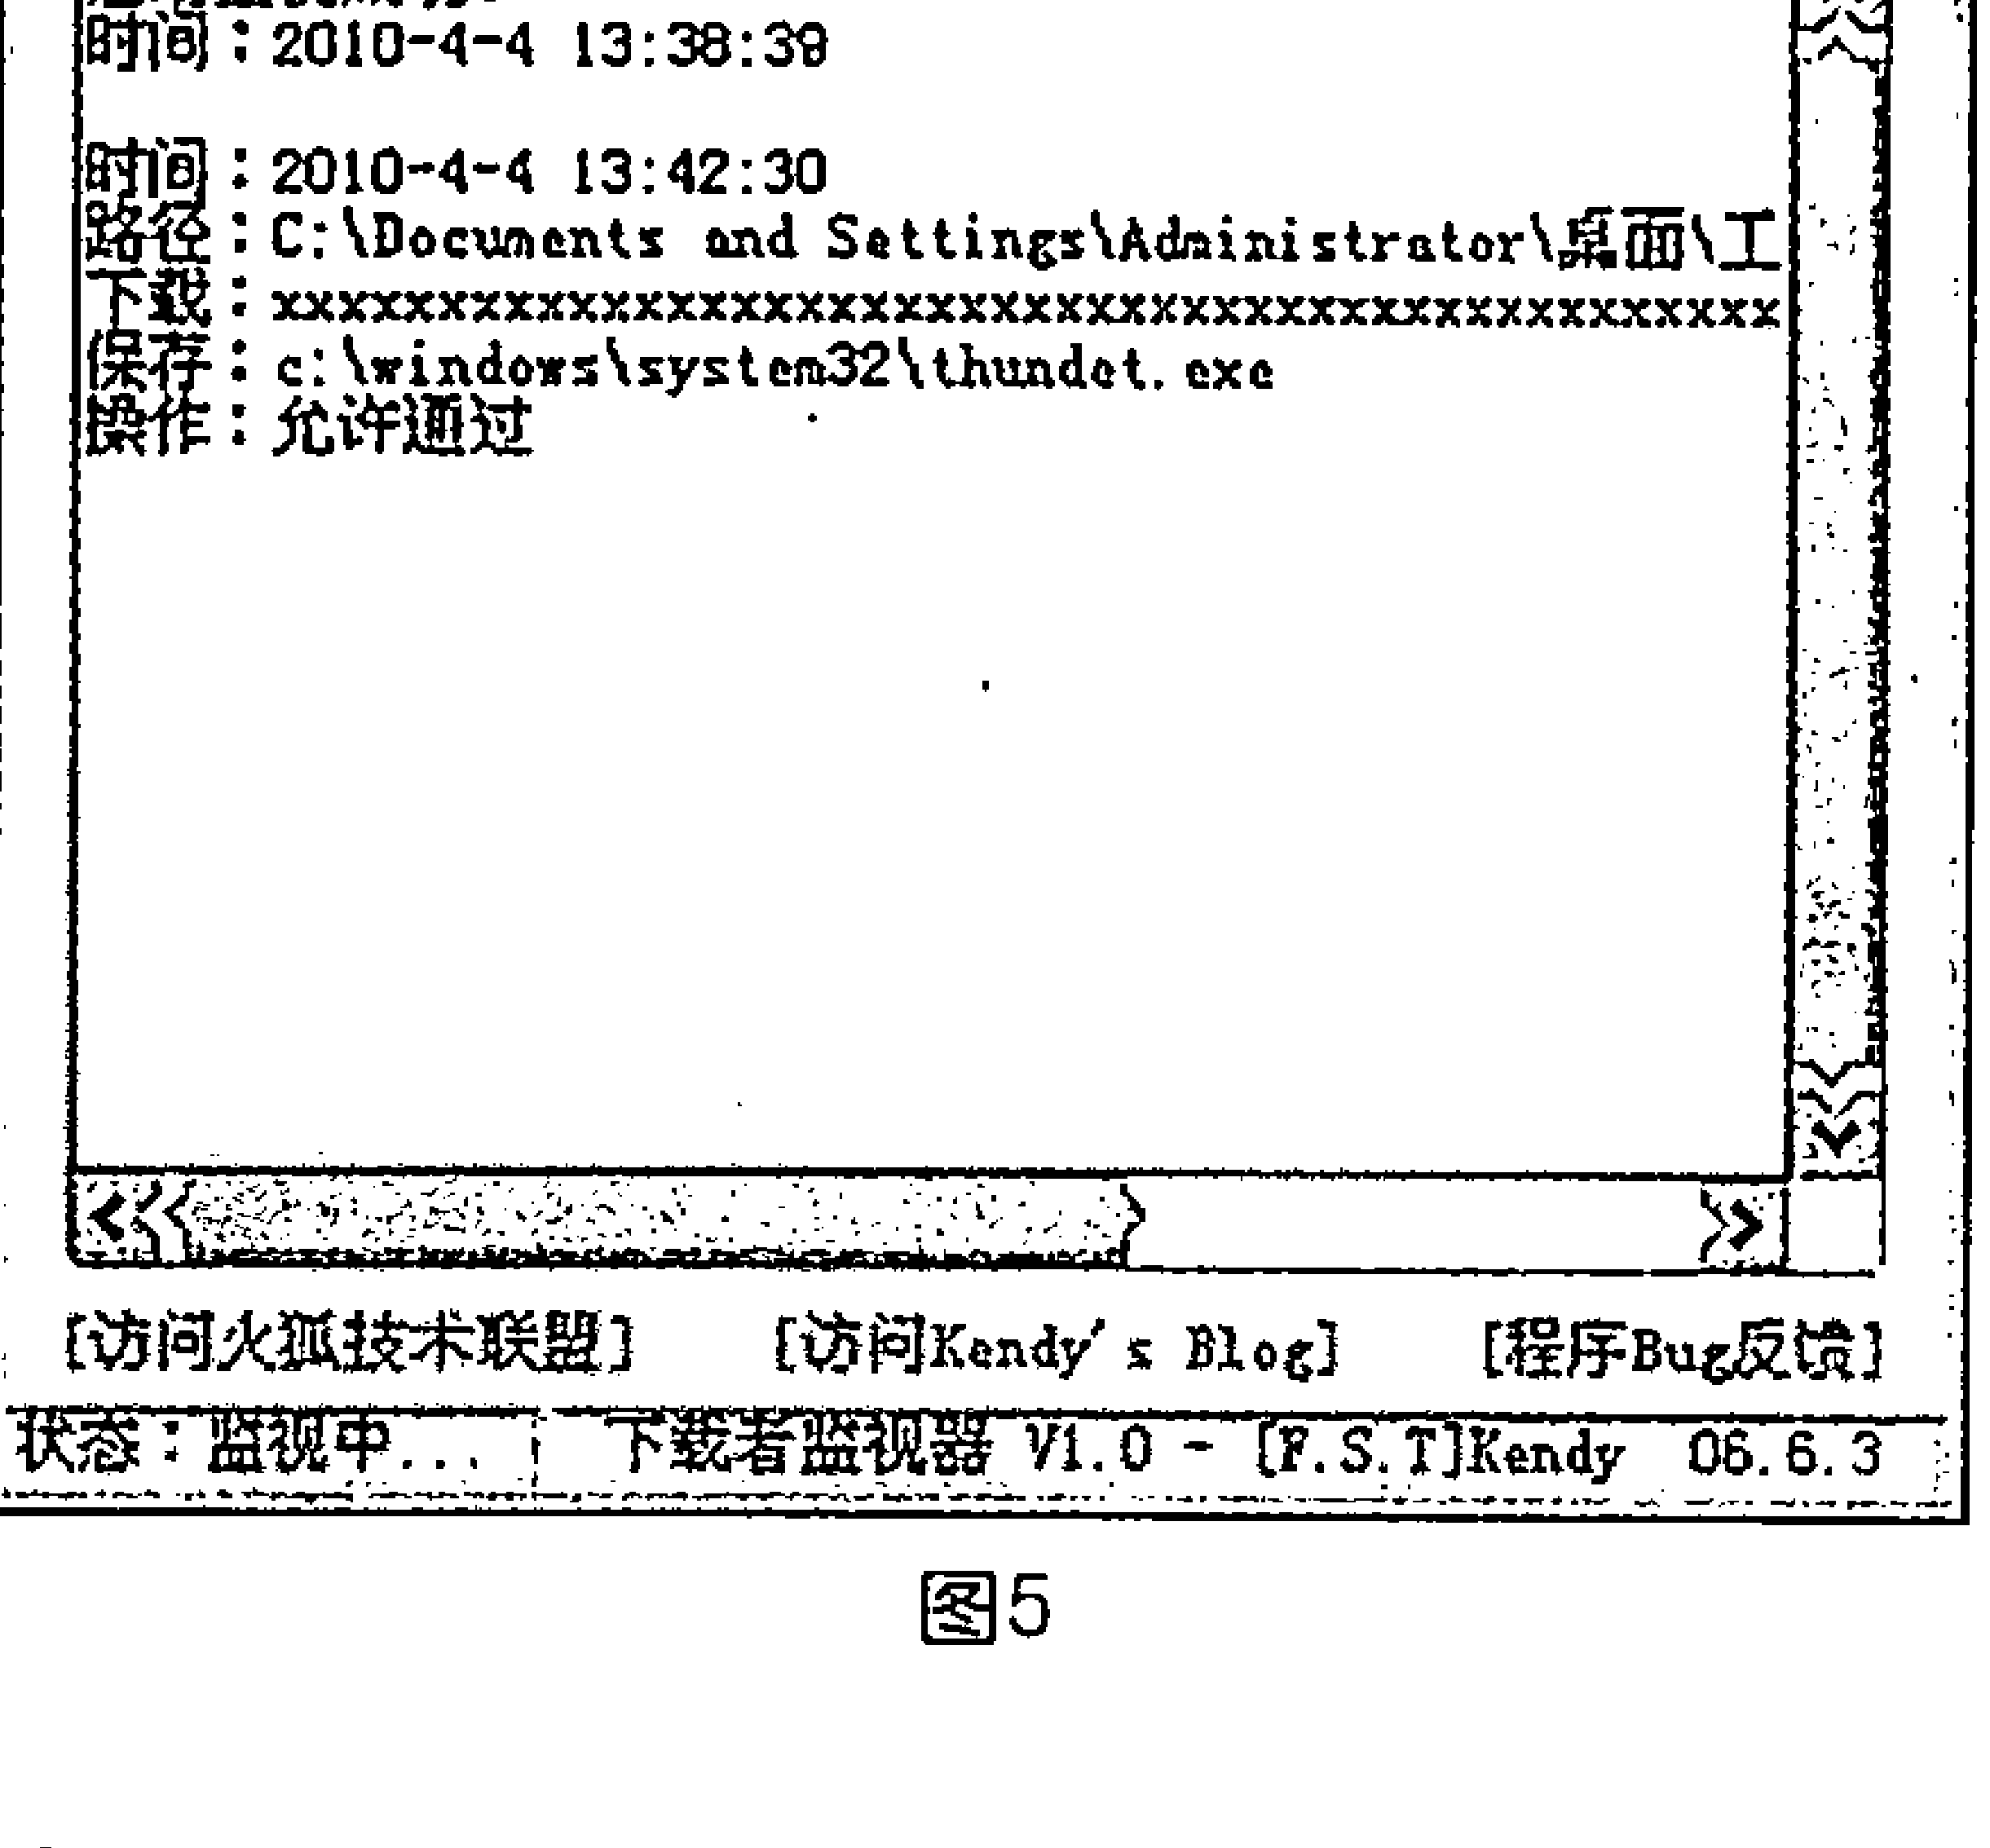 时间：2010-4-4 13:38:39
时间：2010-4-4 13:42:30
路径：C:\Documents and Settings\Administrator\桌面\工
下载：xxxxxxxxxxxxxxxxxxxxxxxxxxxxxxxxxxxxxxxxxxxxxxx
保存：c:\windows\system32\thundet.exe
操作：允许通过
[访问火狐技术联盟] [访问Kendy's Blog] [程序Bug反馈]
状态：监视中... 下载者监视器 V1.0 - [F.S.T]Kendy 06.6.3
图5